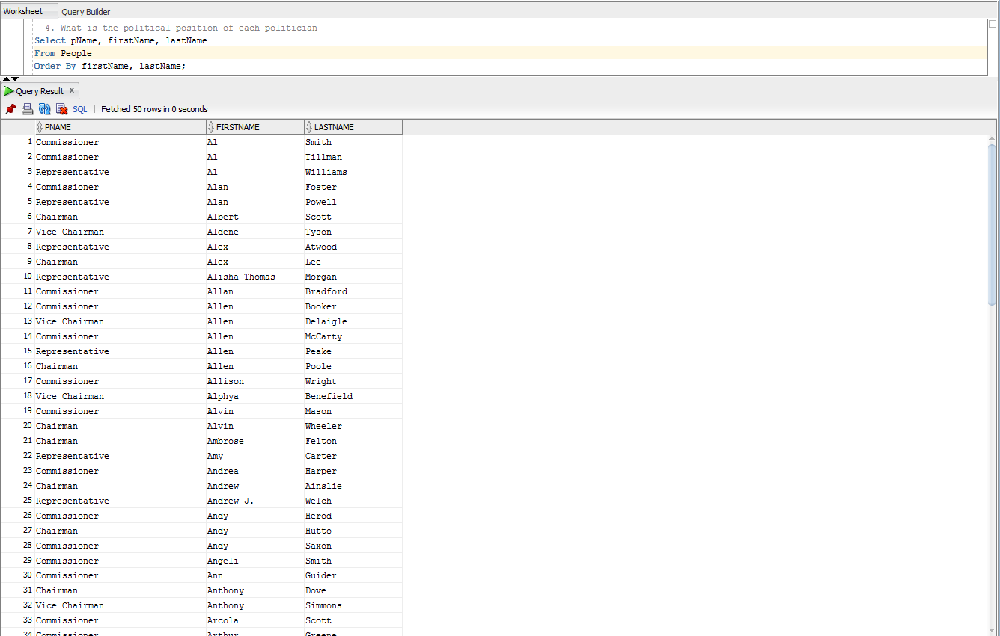 Worksheet Query Builder
--4. What is the political position of each politician
Select pName, firstName, lastName
From People
Order By firstName, lastName;
Query Result x
SQL | Fetched 50 rows in 0 seconds
PNAME FIRSTNAME LASTNAME
1 Commissioner Al Smith
2 Commissioner Al Tillman
3 Representative Al Williams
4 Commissioner Alan Foster
5 Representative Alan Powell
6 Chairman Albert Scott
7 Vice Chairman Aldene Tyson
8 Representative Alex Atwood
9 Chairman Alex Lee
10 Representative Alisha Thomas Morgan
11 Commissioner Allan Bradford
12 Commissioner Allen Booker
13 Vice Chairman Allen Delaigle
14 Commissioner Allen McCarty
15 Representative Allen Peake
16 Chairman Allen Poole
17 Commissioner Allison Wright
18 Vice Chairman Alphya Benefield
19 Commissioner Alvin Mason
20 Chairman Alvin Wheeler
21 Chairman Ambrose Felton
22 Representative Amy Carter
23 Commissioner Andrea Harper
24 Chairman Andrew Ainslie
25 Representative Andrew J. Welch
26 Commissioner Andy Herod
27 Chairman Andy Hutto
28 Commissioner Andy Saxon
29 Commissioner Angeli Smith
30 Commissioner Ann Guider
31 Chairman Anthony Dove
32 Vice Chairman Anthony Simmons
33 Commissioner Arcola Scott
34 Commissioner Arthur Greene